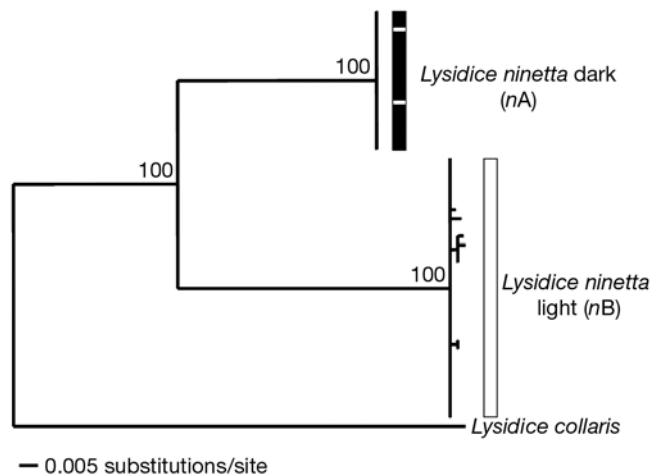 100
Lysidice ninetta dark
(nA)
100
100
Lysidice ninetta
light (nB)
Lysidice collaris
0.005 substitutions/site